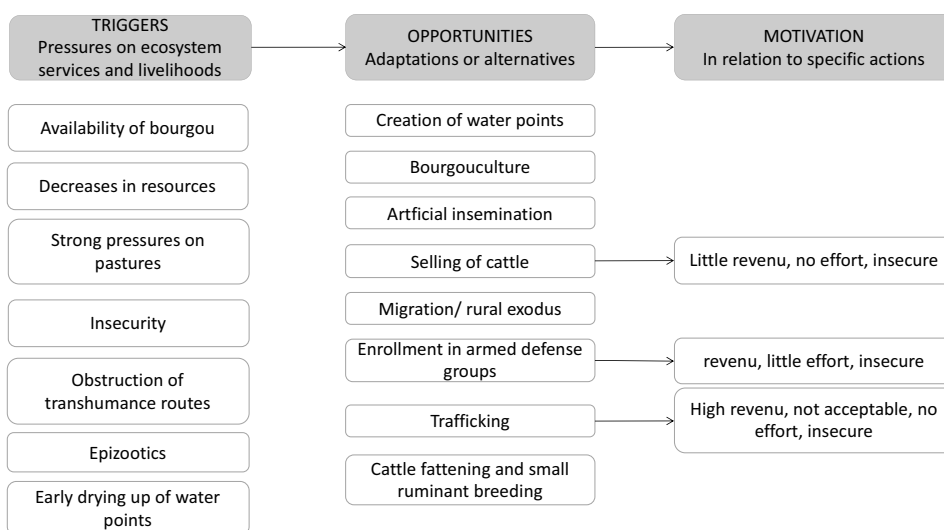 TRIGGERS
Pressures on ecosystem
services and livelihoods
OPPORTUNITIES
Adaptations or alternatives
MOTIVATION
In relation to specific actions
Availability of bourgou
Decreases in resources
Strong pressures on
pastures
Insecurity
Obstruction of
transhumance routes
Epizootics
Early drying up of water
points
Creation of water points
Bourgouculture
Artficial insemination
Selling of cattle
Migration/ rural exodus
Enrollment in armed defense
groups
Trafficking
Cattle fattening and small
ruminant breeding
Little revenu, no effort, insecure
revenu, little effort, insecure
High revenu, not acceptable, no
effort, insecure